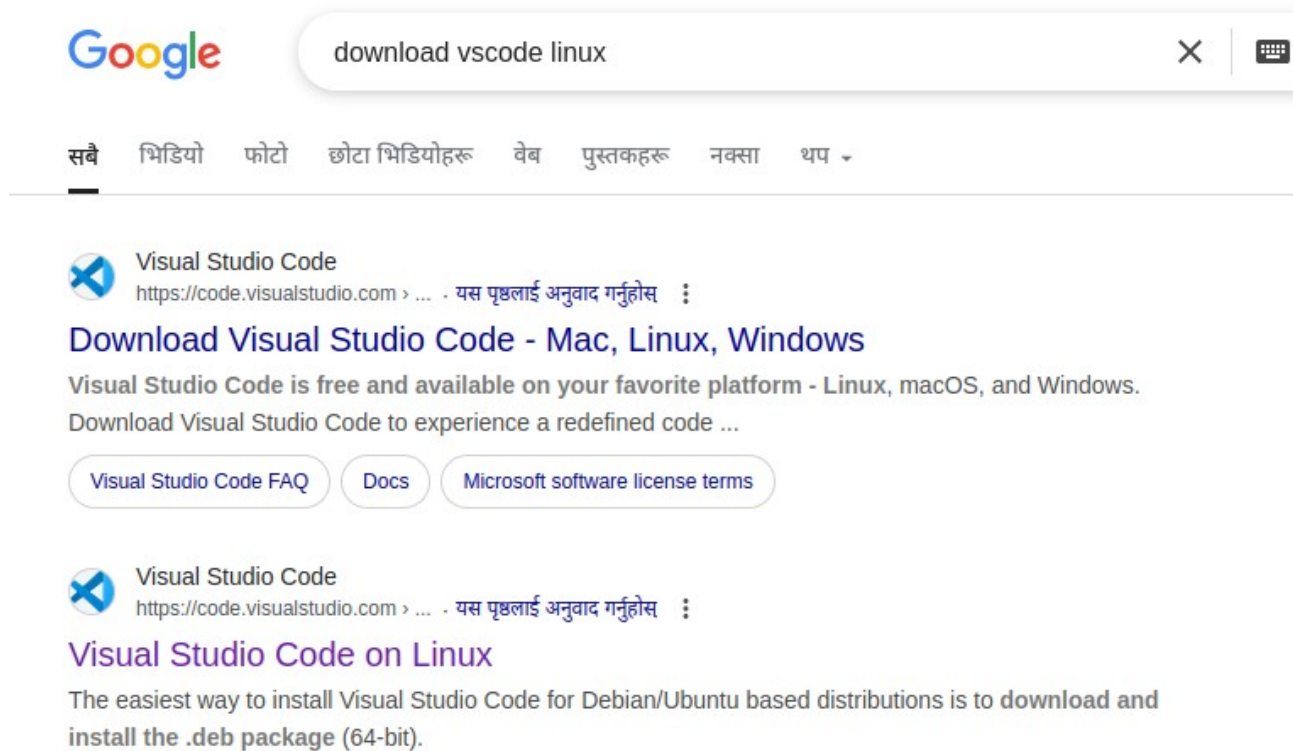 Google
download vscode linux
सबै भिडियो फोटो छोटा भिडियोहरू वेब पुस्तकहरू नक्सा थप
Visual Studio Code
https://code.visualstudio.com › ... · यस पृष्ठलाई अनुवाद गर्नुहोस्
Download Visual Studio Code - Mac, Linux, Windows
Visual Studio Code is free and available on your favorite platform - Linux, macOS, and Windows.
Download Visual Studio Code to experience a redefined code ...
Visual Studio Code FAQ Docs Microsoft software license terms
Visual Studio Code
https://code.visualstudio.com › ... · यस पृष्ठलाई अनुवाद गर्नुहोस्
Visual Studio Code on Linux
The easiest way to install Visual Studio Code for Debian/Ubuntu based distributions is to download and
install the .deb package (64-bit).